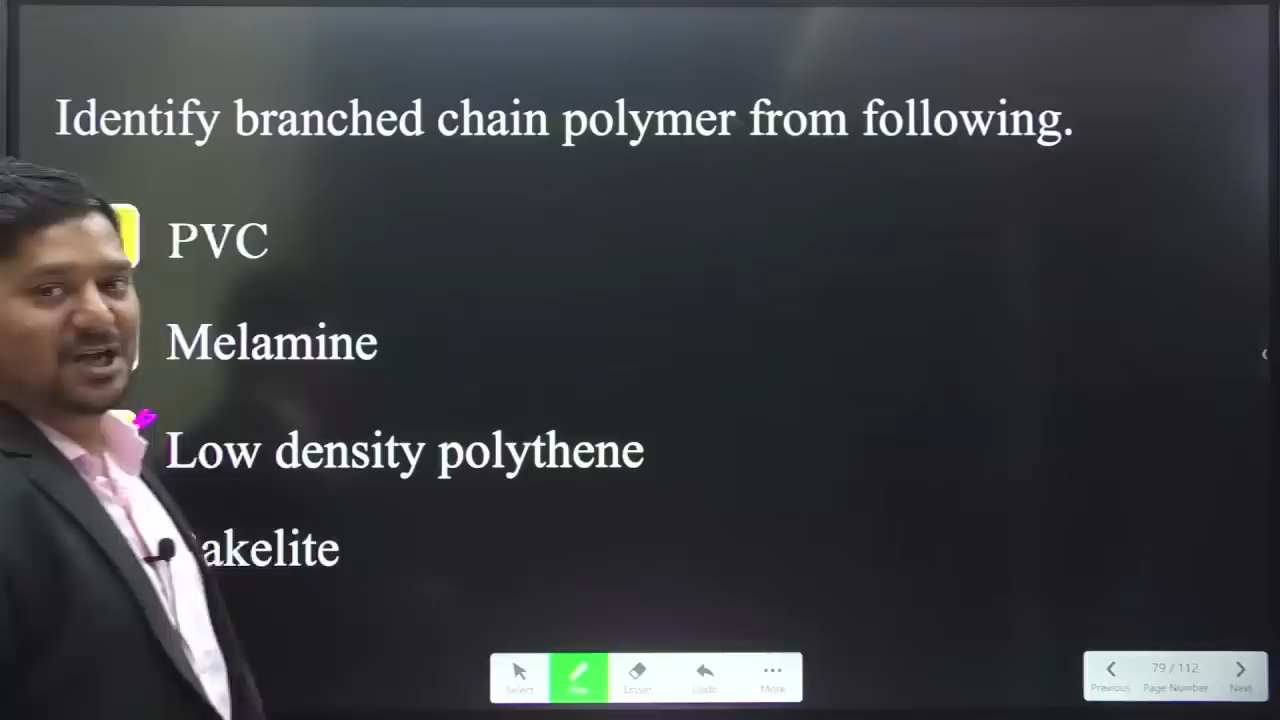 Identify branched chain polymer from following.
PVC
Melamine
Low density polythene
akelite
Select
Pen
Eraser
Undo
More
Previous
79 / 112
Page Number
Next